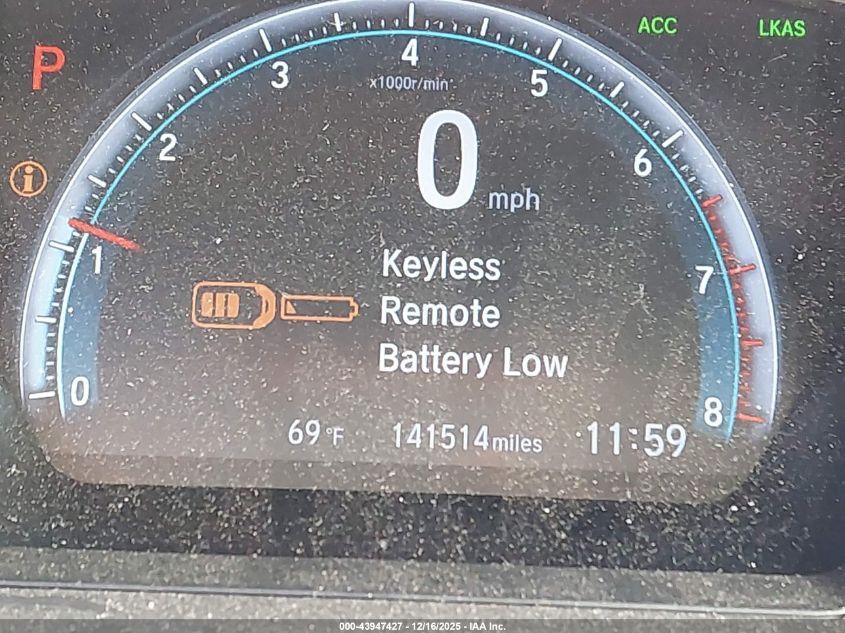 ACC
LKAS
P
4
3
5
x1000r/min
2
0
6
mph
i
1
Keyless
7
Remote
Battery Low
0
8
69°F
141514miles
11:59
000-43947427 - 12/16/2025 - IAA Inc.